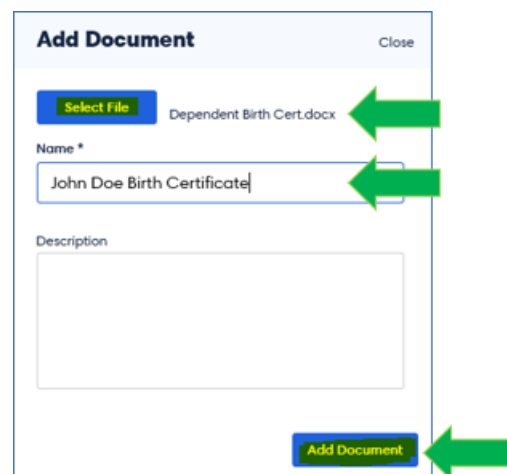 Add Document Close
Select File Dependent Birth Cert.docx
Name *
John Doe Birth Certificate
Description
Add Document